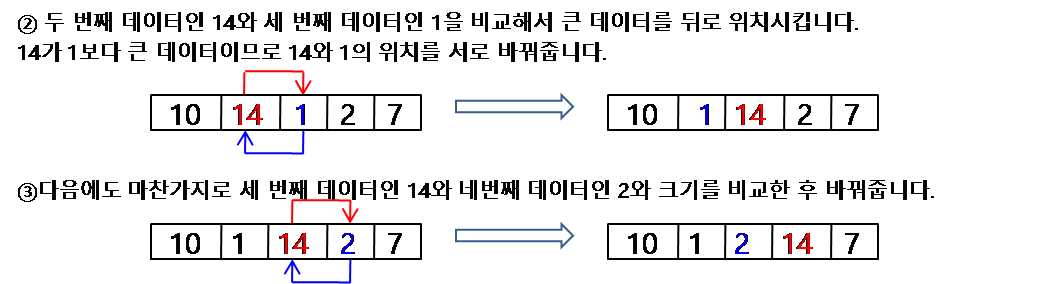 ② 두 번째 데이터인 14와 세 번째 데이터인 1을 비교해서 큰 데이터를 뒤로 위치시킵니다.
14가 1보다 큰 데이터이므로 14와 1의 위치를 서로 바꿔줍니다.
10 14 1 2 7
10 1 14 2 7
③다음에도 마찬가지로 세 번째 데이터인 14와 네번째 데이터인 2와 크기를 비교한 후 바꿔줍니다.
10 1 14 2 7
10 1 2 14 7